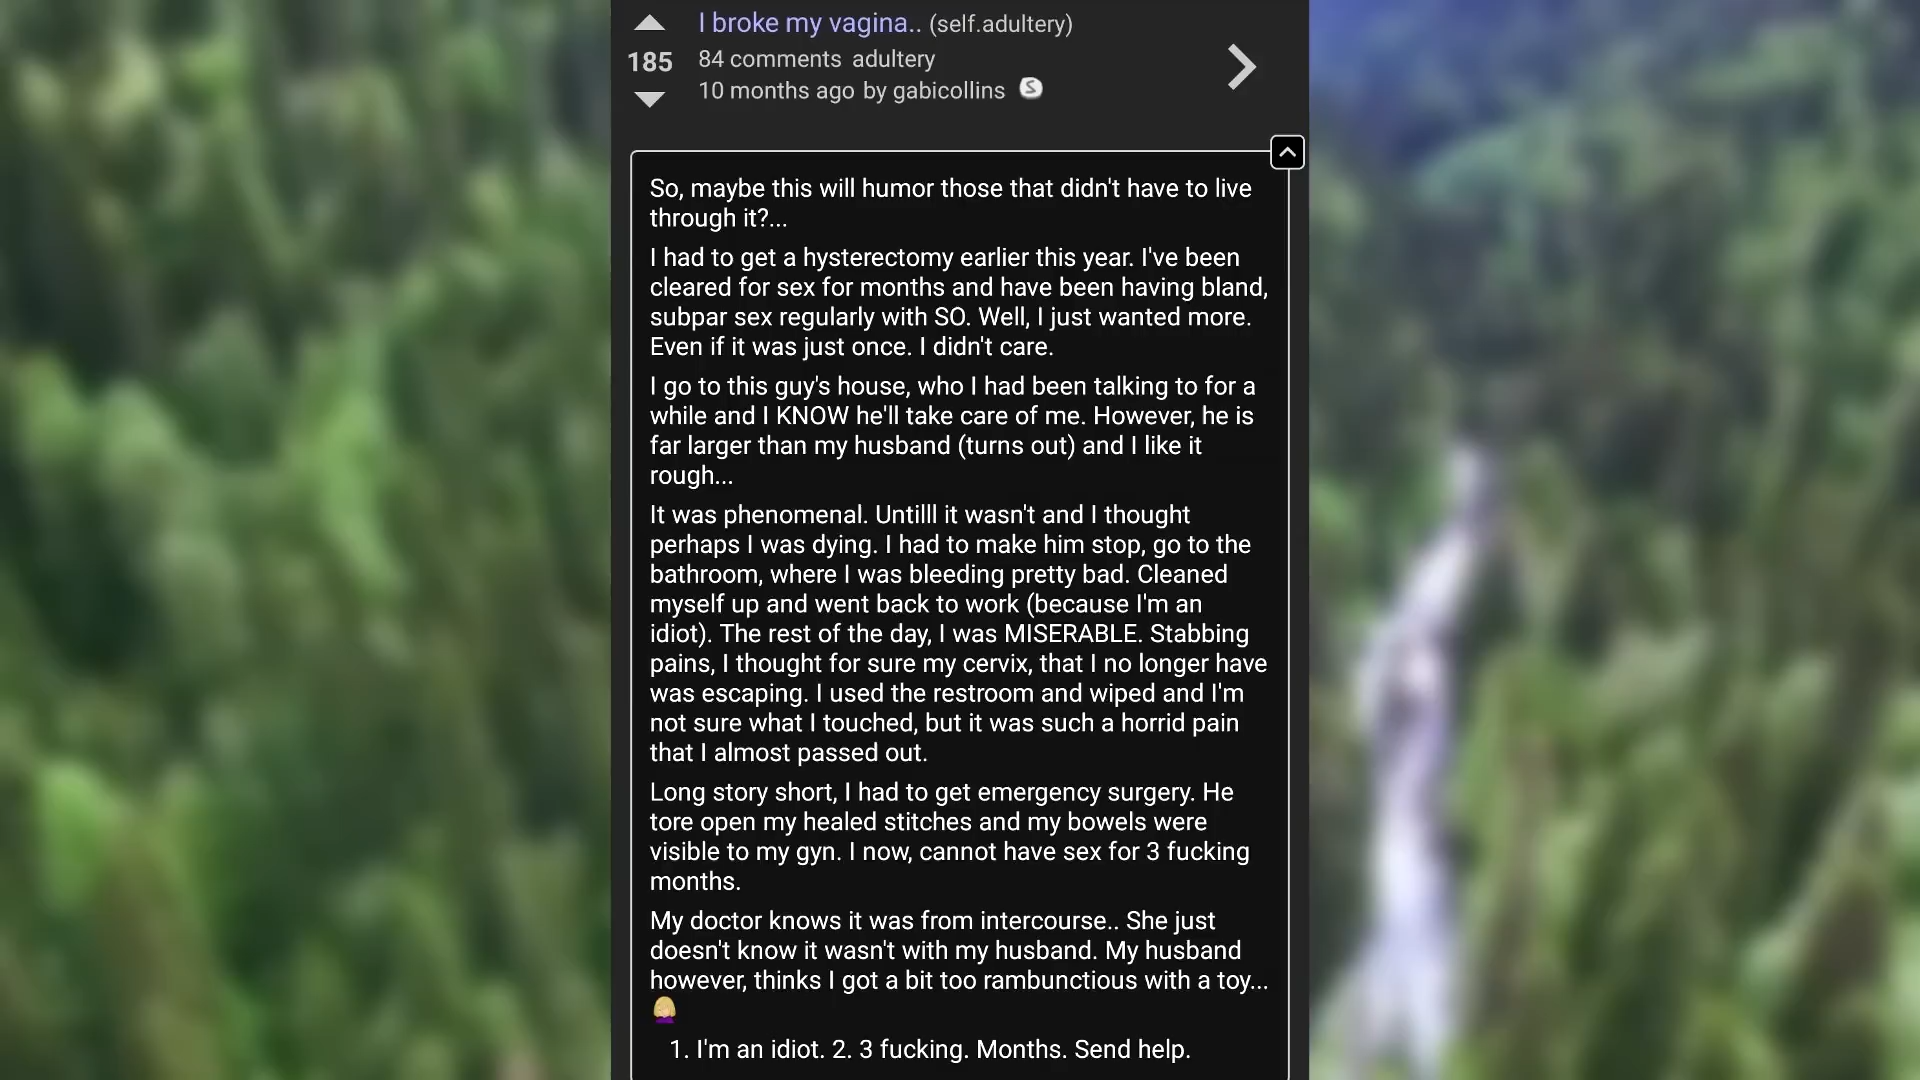 I broke my vagina.. (self.adultery)
185
84 comments adultery
10 months ago by gabicollins
So, maybe this will humor those that didn't have to live
through it?...
I had to get a hysterectomy earlier this year. I've been
cleared for sex for months and have been having bland,
subpar sex regularly with SO. Well, I just wanted more.
Even if it was just once. I didn't care.
I go to this guy's house, who I had been talking to for a
while and I KNOW he'll take care of me. However, he is
far larger than my husband (turns out) and I like it
rough...
It was phenomenal. Untilll it wasn't and I thought
perhaps I was dying. I had to make him stop, go to the
bathroom, where I was bleeding pretty bad. Cleaned
myself up and went back to work (because I'm an
idiot). The rest of the day, I was MISERABLE. Stabbing
pains, I thought for sure my cervix, that I no longer have
was escaping. I used the restroom and wiped and I'm
not sure what I touched, but it was such a horrid pain
that I almost passed out.
Long story short, I had to get emergency surgery. He
tore open my healed stitches and my bowels were
visible to my gyn. I now, cannot have sex for 3 fucking
months.
My doctor knows it was from intercourse.. She just
doesn't know it wasn't with my husband. My husband
however, thinks I got a bit too rambunctious with a toy...
1. I'm an idiot. 2. 3 fucking. Months. Send help.